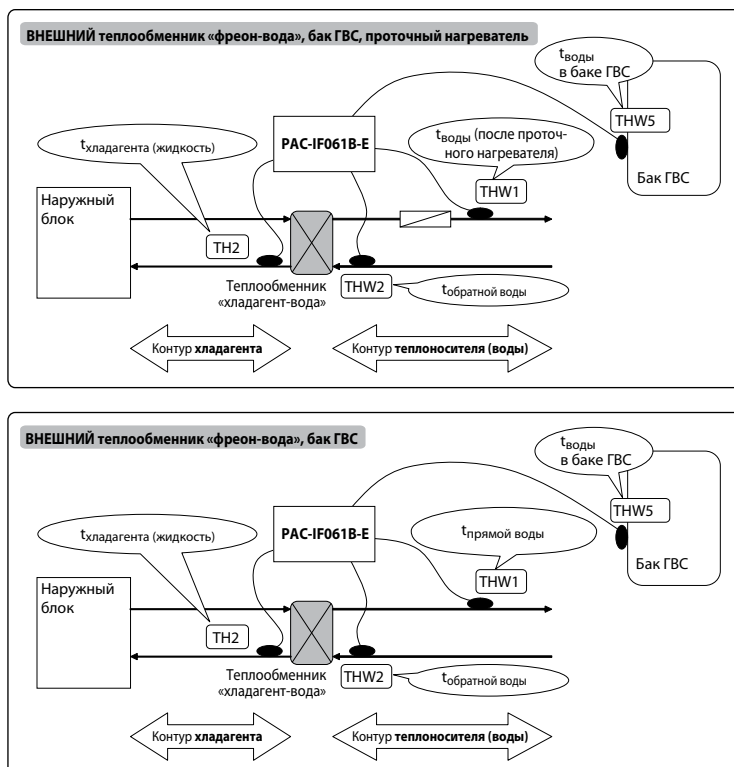 ВНЕШНИЙ теплообменник «фреон-вода», бак ГВС, проточный нагреватель
tводы
в баке ГВС
THW5
Бак ГВС
PAC-IF061B-E
tводы (после проточ-
ного нагревателя)
THW1
tхладагента (жидкость)
Наружный
блок
TH2
Теплообменник
«хладагент-вода»
THW2
tобратной воды
Контур хладагента
Контур теплоносителя (воды)
ВНЕШНИЙ теплообменник «фреон-вода», бак ГВС
tводы
в баке ГВС
THW5
Бак ГВС
PAC-IF061B-E
tпрямой воды
THW1
tхладагента (жидкость)
Наружный
блок
TH2
Теплообменник
«хладагент-вода»
THW2
tобратной воды
Контур хладагента
Контур теплоносителя (воды)